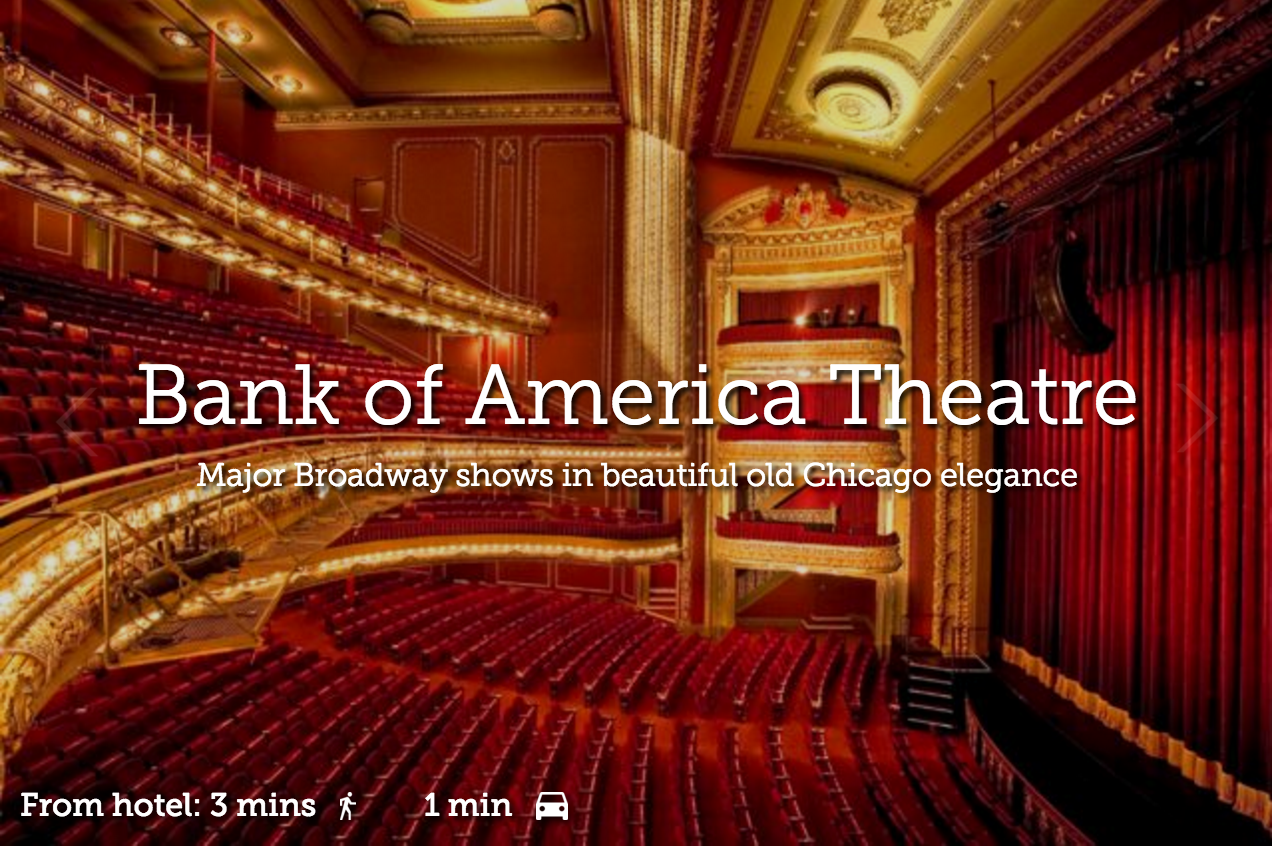 Bank of America Theatre
Major Broadway shows in beautiful old Chicago elegance
From hotel: 3 mins 1 min